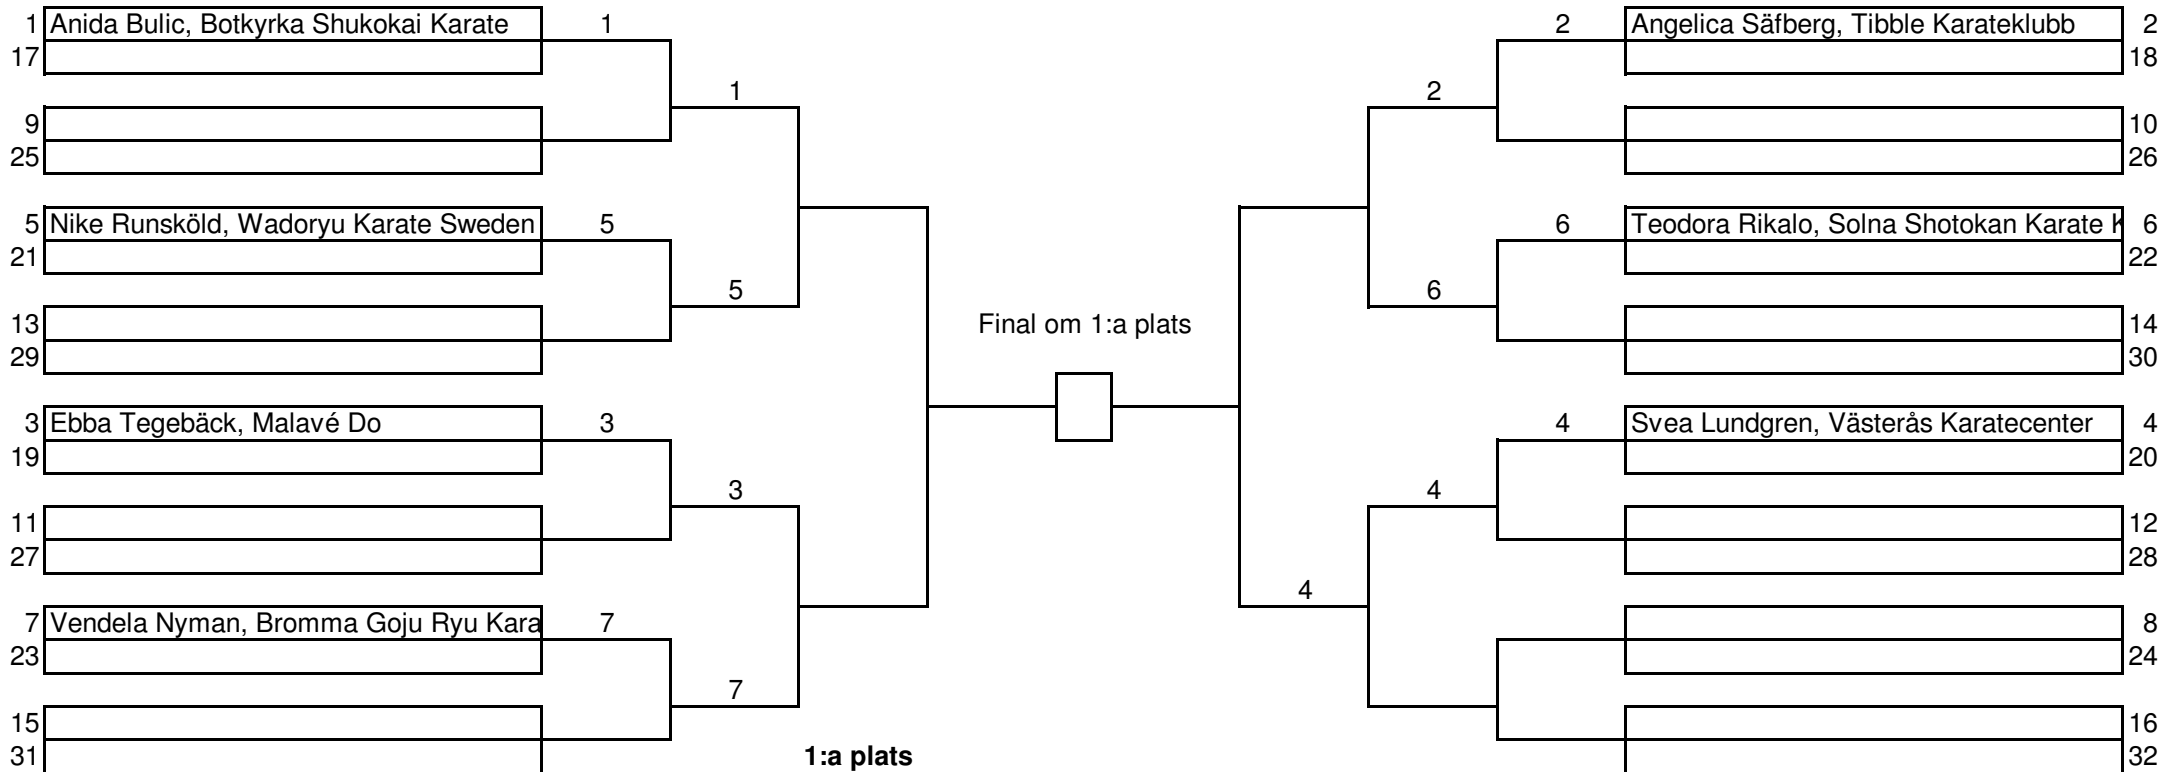 1 Anida Bulic, Botkyrka Shukokai Karate 1 2 Angelica Säfberg, Tibble Karateklubb 2
17 18
1 2
9 10
25 26
5 Nike Runsköld, Wadoryu Karate Sweden 5 6 Teodora Rikalo, Solna Shotokan Karate K 6
21 22
5 6
13 Final om 1:a plats 14
29 30
3 Ebba Tegebäck, Malavé Do 3 4 Svea Lundgren, Västerås Karatecenter 4
19 20
3 4
11 12
27 28
4
7 Vendela Nyman, Bromma Goju Ryu Kara 7 8
23 24
7
15 16
31 1:a plats 32